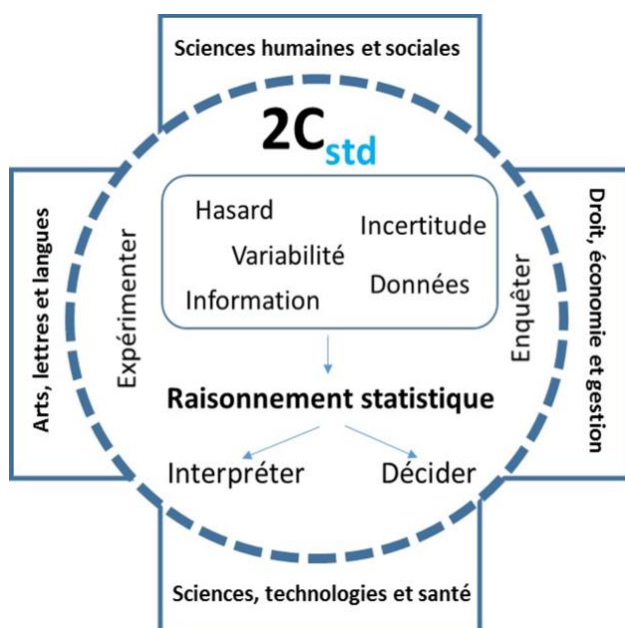 Sciences humaines et sociales
2Cstd
Hasard
Incertitude
Variabilité
Données
Information
Expérimenter
Enquêter
Arts, lettres et langues
Droit, économie et gestion
Raisonnement statistique
Interpréter
Décider
Sciences, technologies et santé